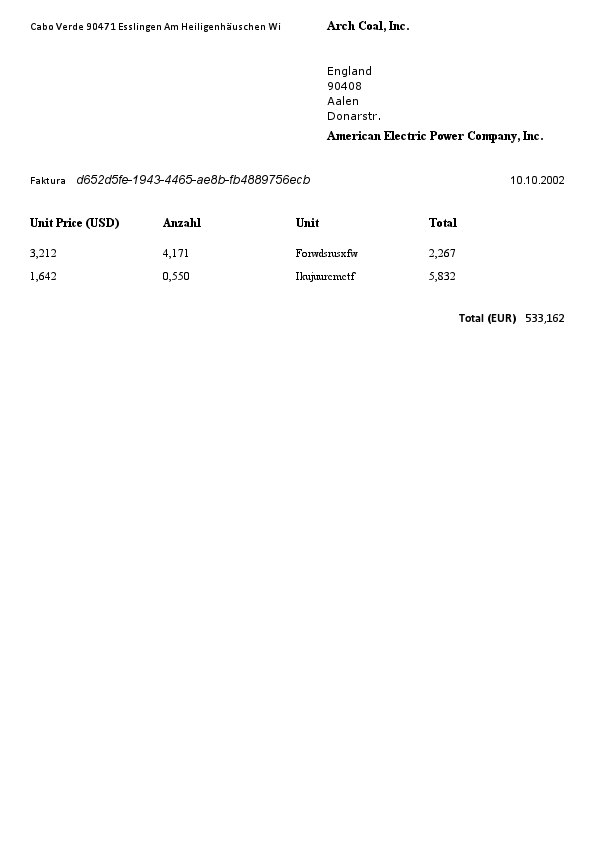 Cabo Verde 90471 Esslingen Am Heiligenhäuschen Wi
Arch Coal, Inc.
England
90408
Aalen
Donarstr.
American Electric Power Company, Inc.
Faktura d652d5fe-1943-4465-ae8b-fb4889756ecb 10.10.2002
Unit Price (USD) Anzahl Unit Total
3,212 4,171 Forwdsrusxfw 2,267
1,642 0,550 Ikujuuremetf 5,832
Total (EUR) 533,162